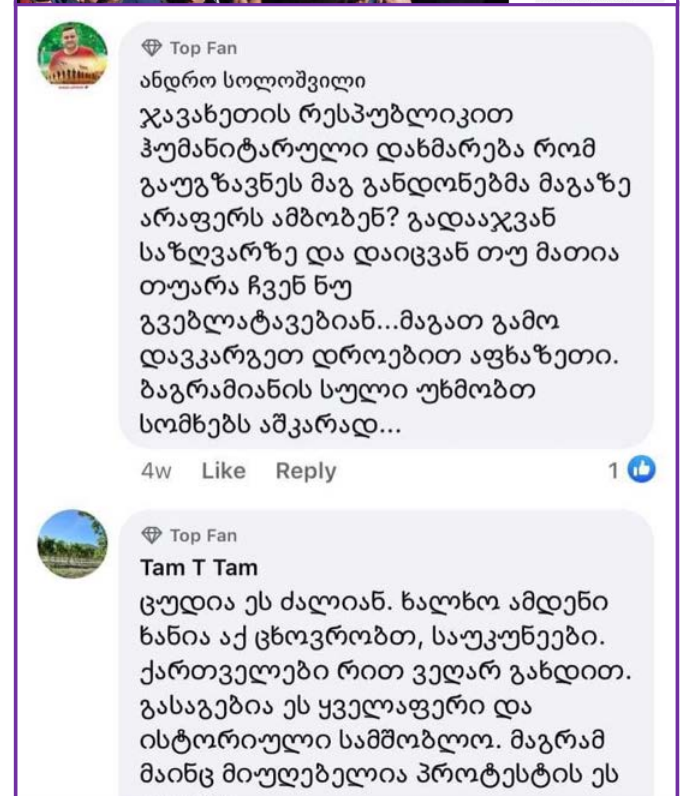 Top Fan
ანდრო სოლოშვილი
ჯავახეთის რესპუბლიკით
ჰუმანიტარული დახმარება რომ
გაუგზავნეს მაგ განდონებმა მაგაზე
არაფერს ამბობენ? გადააჯვან
საზღვარზე და დაიცვან თუ მათია
თუარა ჩვენ ნუ
გვებლატავებიან...მაგათ გამო
დავკარგეთ დროებით აფხაზეთი.
ბაგრამიანის სული უხმობთ
სომხებს აშკარად...
4w Like Reply 1
Top Fan
Tam T Tam
ცუდია ეს ძალიან. ხალხო ამდენი
ხანია აქ ცხოვრობთ, საუკუნეები.
ქართველები რით ვეღარ გახდით.
გასაგებია ეს ყველაფერი და
ისტორიული სამშობლო. მაგრამ
მაინც მიუღებელია პროტესტის ეს